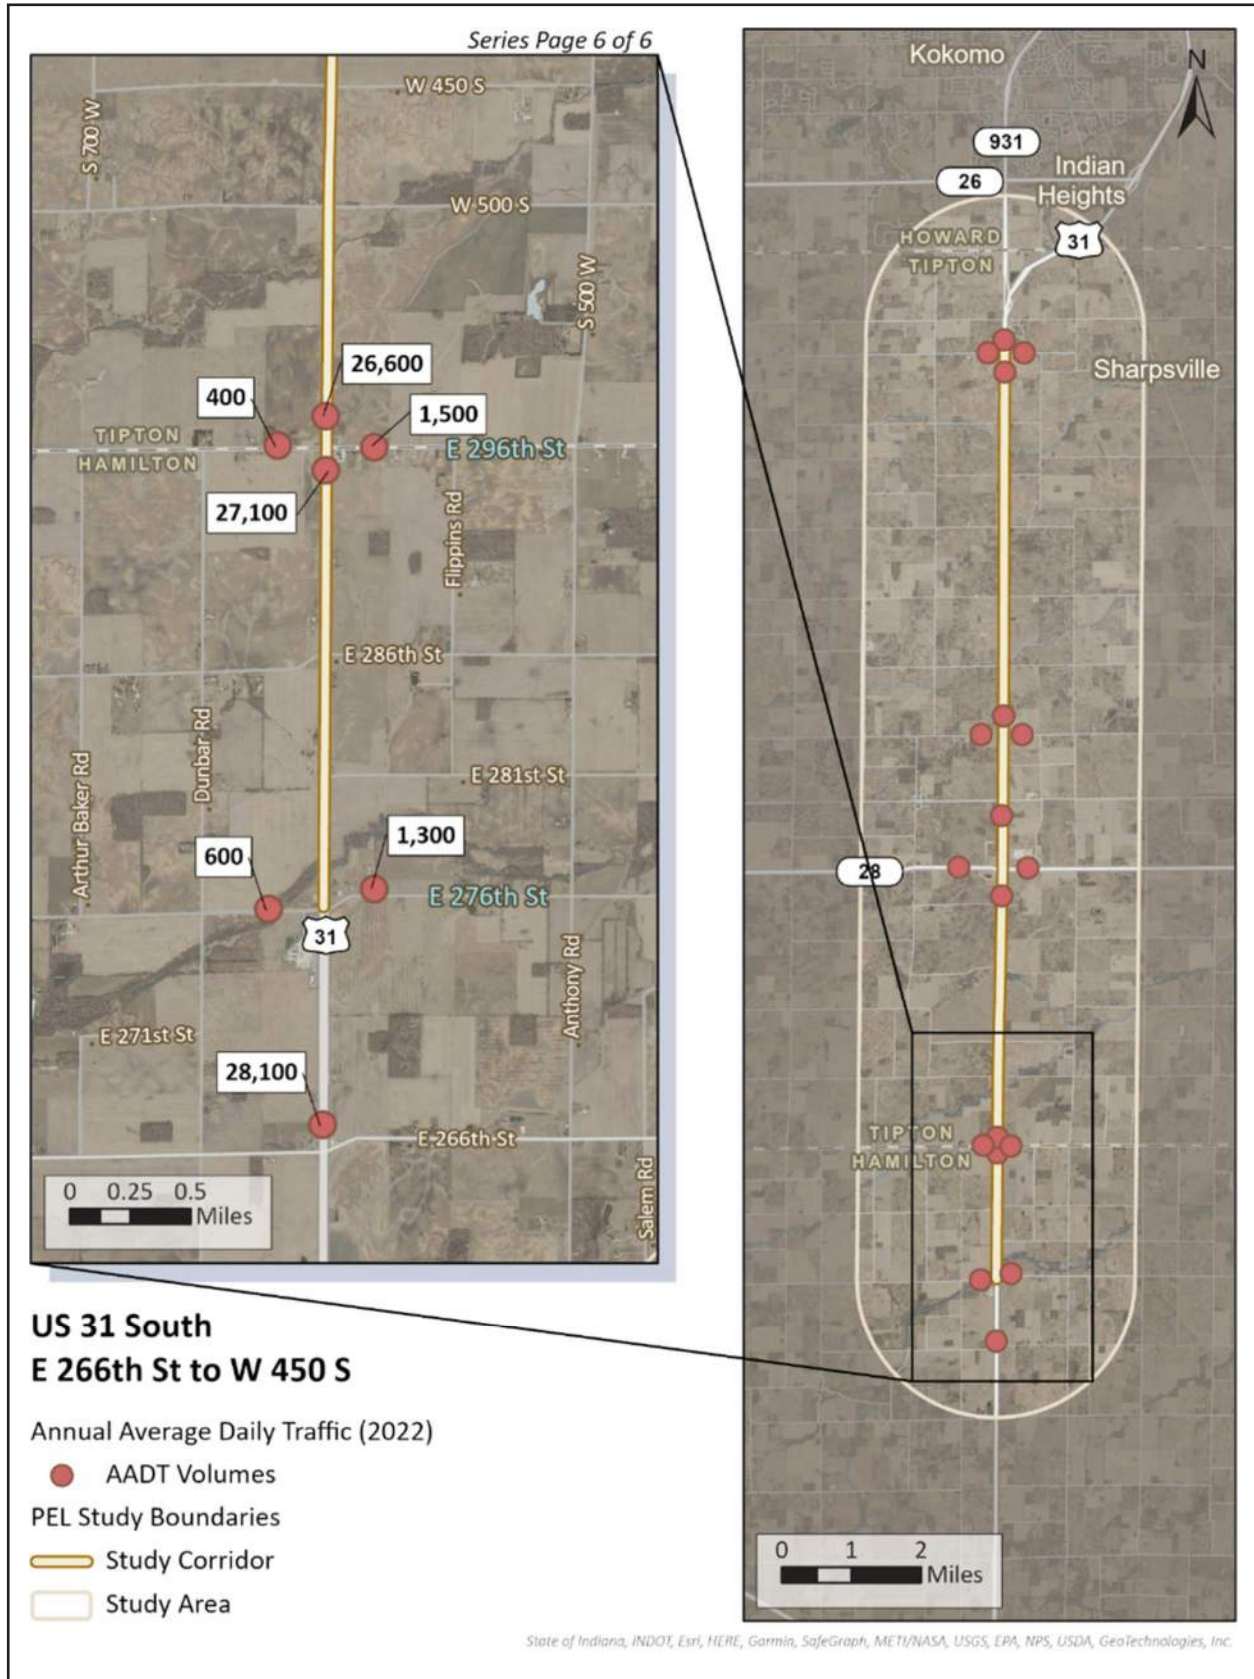 Series Page 6 of 6
W 450 S
S 700 W
W 500 S
S 500 W
26,600
400
1,500
TIPTON
HAMILTON
E 296th St
27,100
Flippins Rd
E 286th St
Dunbar Rd
Arthur Baker Rd
E 281st St
1,300
600
E 276th St
31
Anthony Rd
E 271st St
28,100
E 266th St
Salem Rd
0 0.25 0.5
Miles
US 31 South
E 266th St to W 450 S
Annual Average Daily Traffic (2022)
AADT Volumes
PEL Study Boundaries
Study Corridor
Study Area
Kokomo
N
931
26
Indian
Heights
HOWARD
TIPTON
31
Sharpsville
28
TIPTON
HAMILTON
0 1 2
Miles
State of Indiana, INDOT, Esri, HERE, Garmin, SafeGraph, METI/NASA, USGS, EPA, NPS, USDA, GeoTechnologies, Inc.